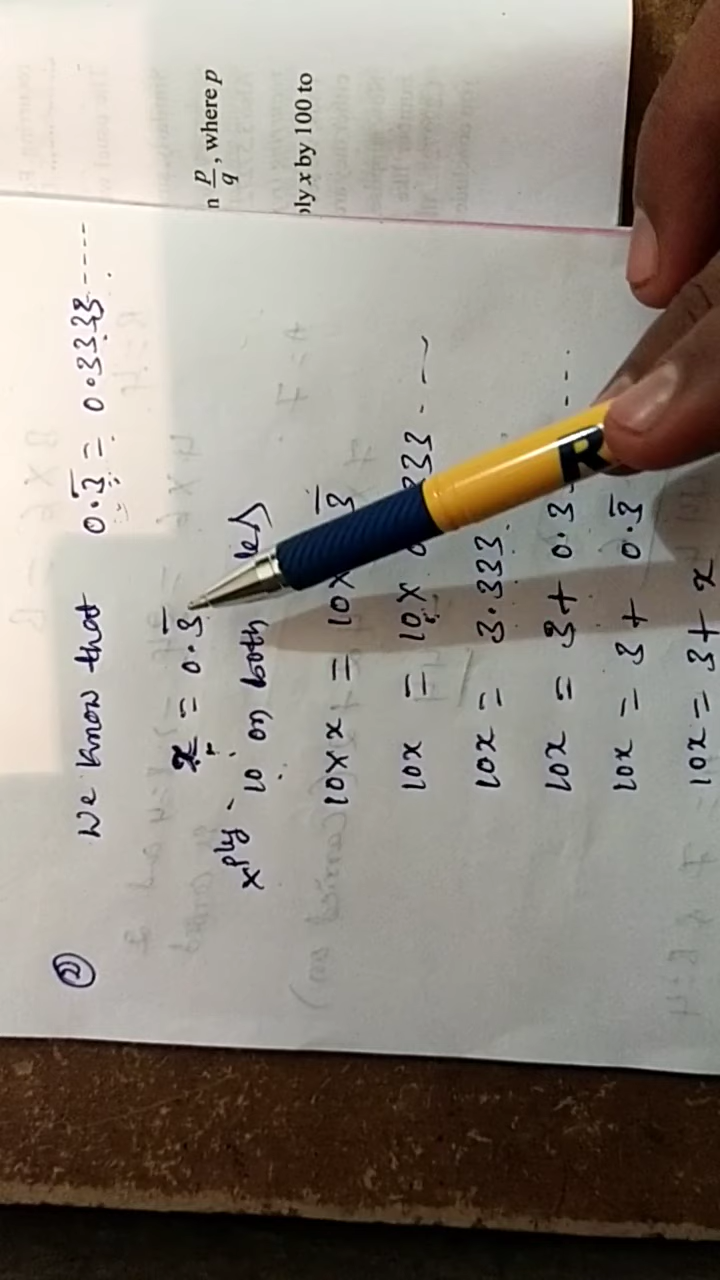 n p/q, where p
ly x by 100 to
② We know that 0.3̅ = 0.3333-----
x = 0.3̅
xply 10 on both
10×x = 10× 3̅
10x = 10× 333---
10x = 3.333.
10x = 3+ 0.3 ---
10x = 3+ 0.3̅
10x = 3+ x
R